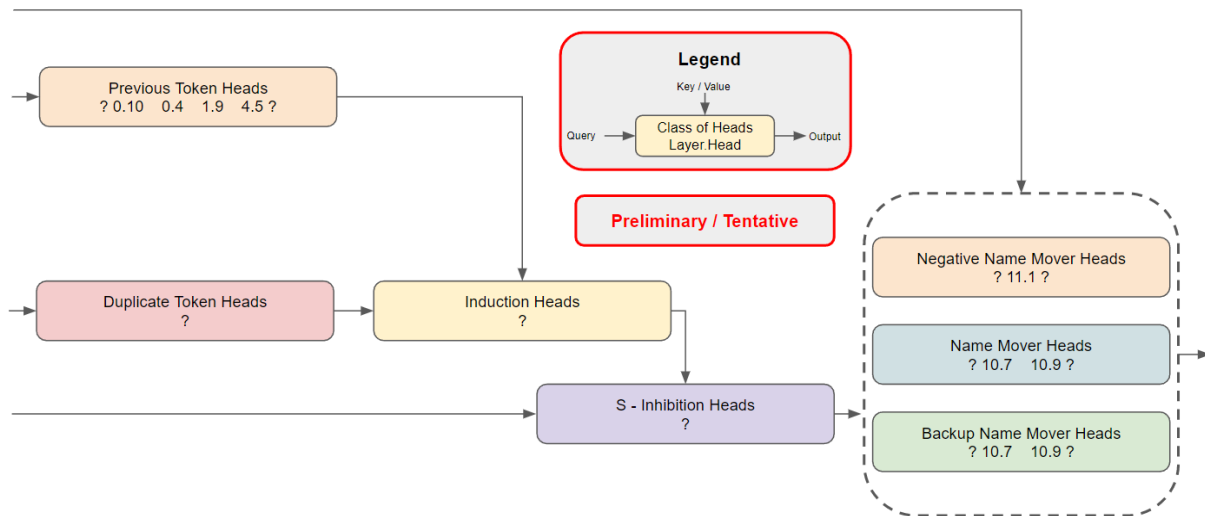 Legend
Key / Value
Query
Class of Heads
Layer.Head
Output
Previous Token Heads
? 0.10 0.4 1.9 4.5 ?
Preliminary / Tentative
Negative Name Mover Heads
? 11.1 ?
Duplicate Token Heads
?
Induction Heads
?
Name Mover Heads
? 10.7 10.9 ?
S - Inhibition Heads
?
Backup Name Mover Heads
? 10.7 10.9 ?